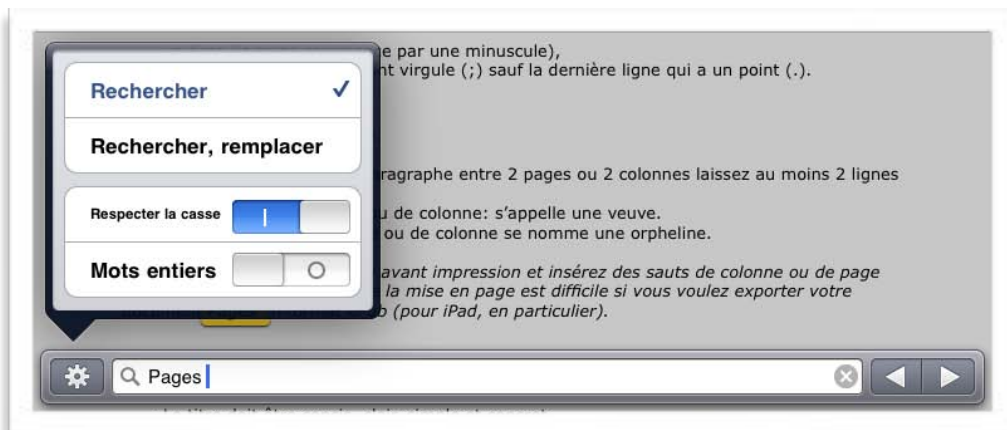 e par une minuscule),
nt virgule (;) sauf la dernière ligne qui a un point (.).
Rechercher
Rechercher, remplacer
ragraphe entre 2 pages ou 2 colonnes laissez au moins 2 lignes
Respecter la casse
u de colonne: s'appelle une veuve.
ou de colonne se nomme une orpheline.
Mots entiers
avant impression et insérez des sauts de colonne ou de page
la mise en page est difficile si vous voulez exporter votre
b (pour iPad, en particulier).
Pages